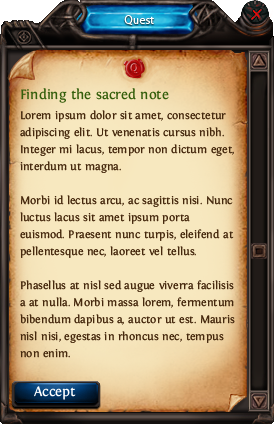 Quest
Q
Finding the sacred note
Lorem ipsum dolor sit amet, consectetur
adipiscing elit. Ut venenatis cursus nibh.
Integer mi lacus, tempor non dictum eget,
interdum ut magna.
Morbi id lectus arcu, ac sagittis nisi. Nunc
luctus lacus sit amet ipsum porta
euismod. Praesent nunc turpis, eleifend at
pellentesque nec, laoreet vel tellus.
Phasellus at nisl sed augue viverra facilisis
a at nulla. Morbi massa lorem, fermentum
bibendum dapibus a, auctor ut est. Mauris
nisl nisi, egestas in rhoncus nec, tempus
non enim.
Accept